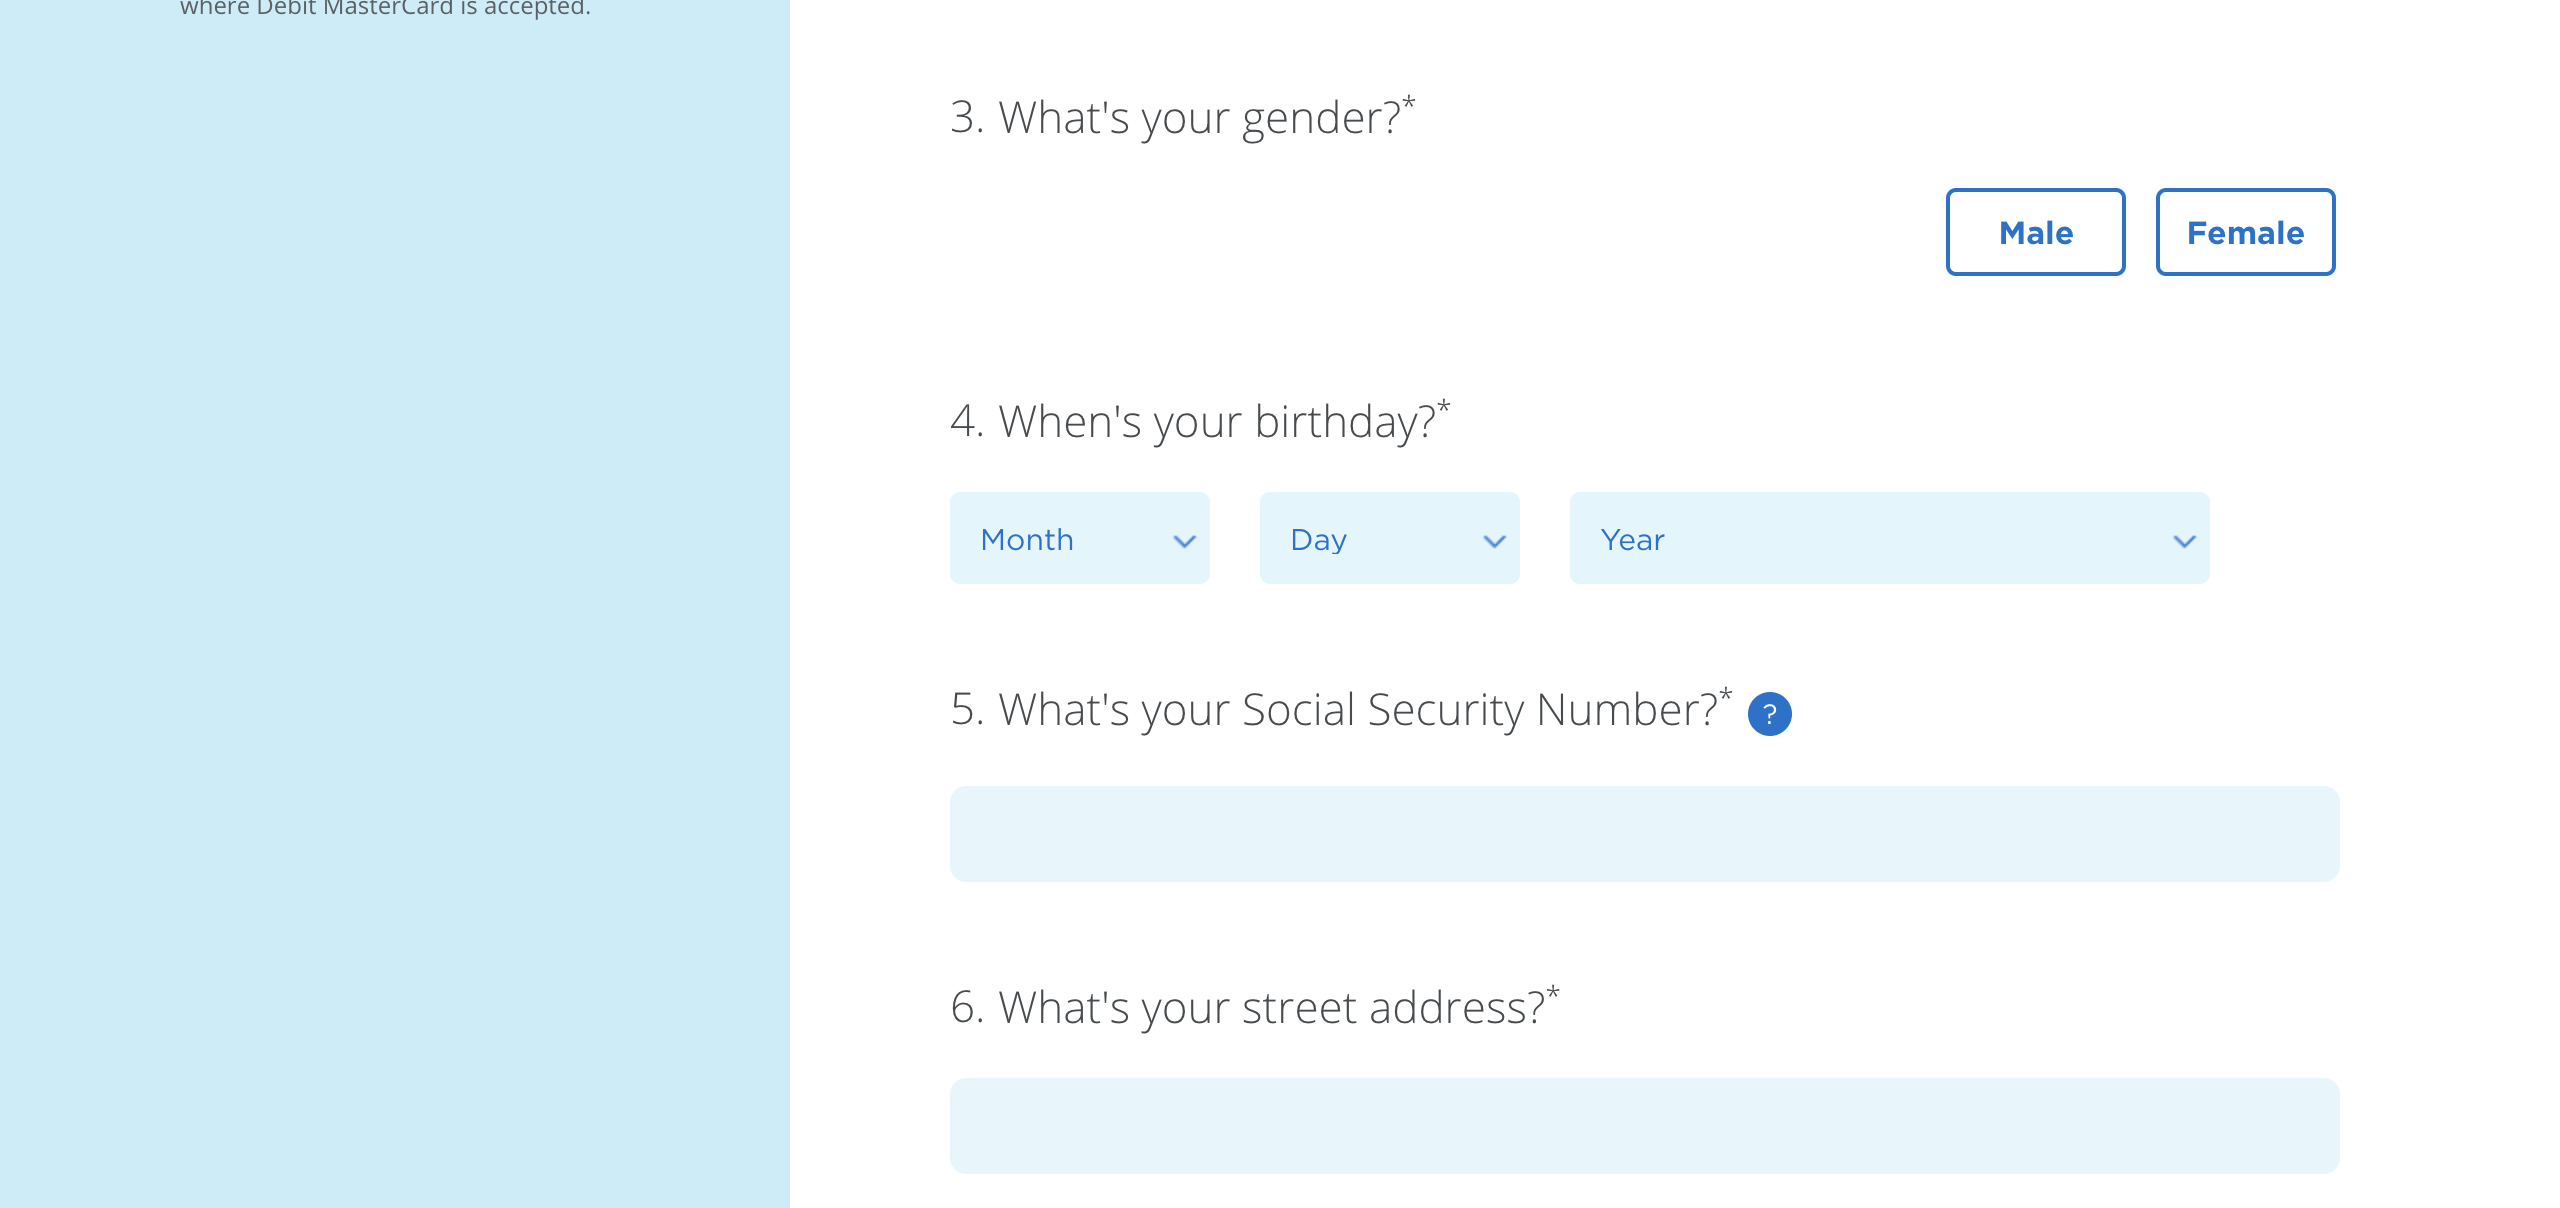 where Debit MasterCard is accepted.
3. What's your gender?*
Male
Female
4. When's your birthday?*
Month
Day
Year
5. What's your Social Security Number?* ?
6. What's your street address?*